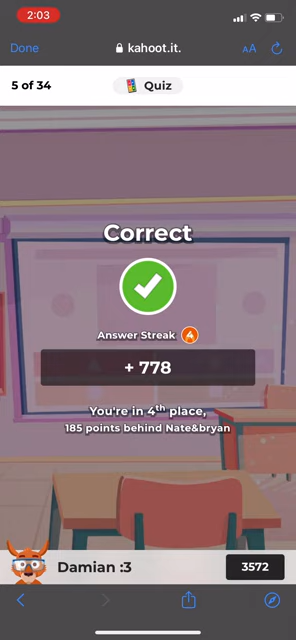 2:03
Done
kahoot.it.
AA
5 of 34
Quiz
Correct
Answer Streak 4
+ 778
You're in 4th place,
185 points behind Nate&bryan
Damian :3
3572